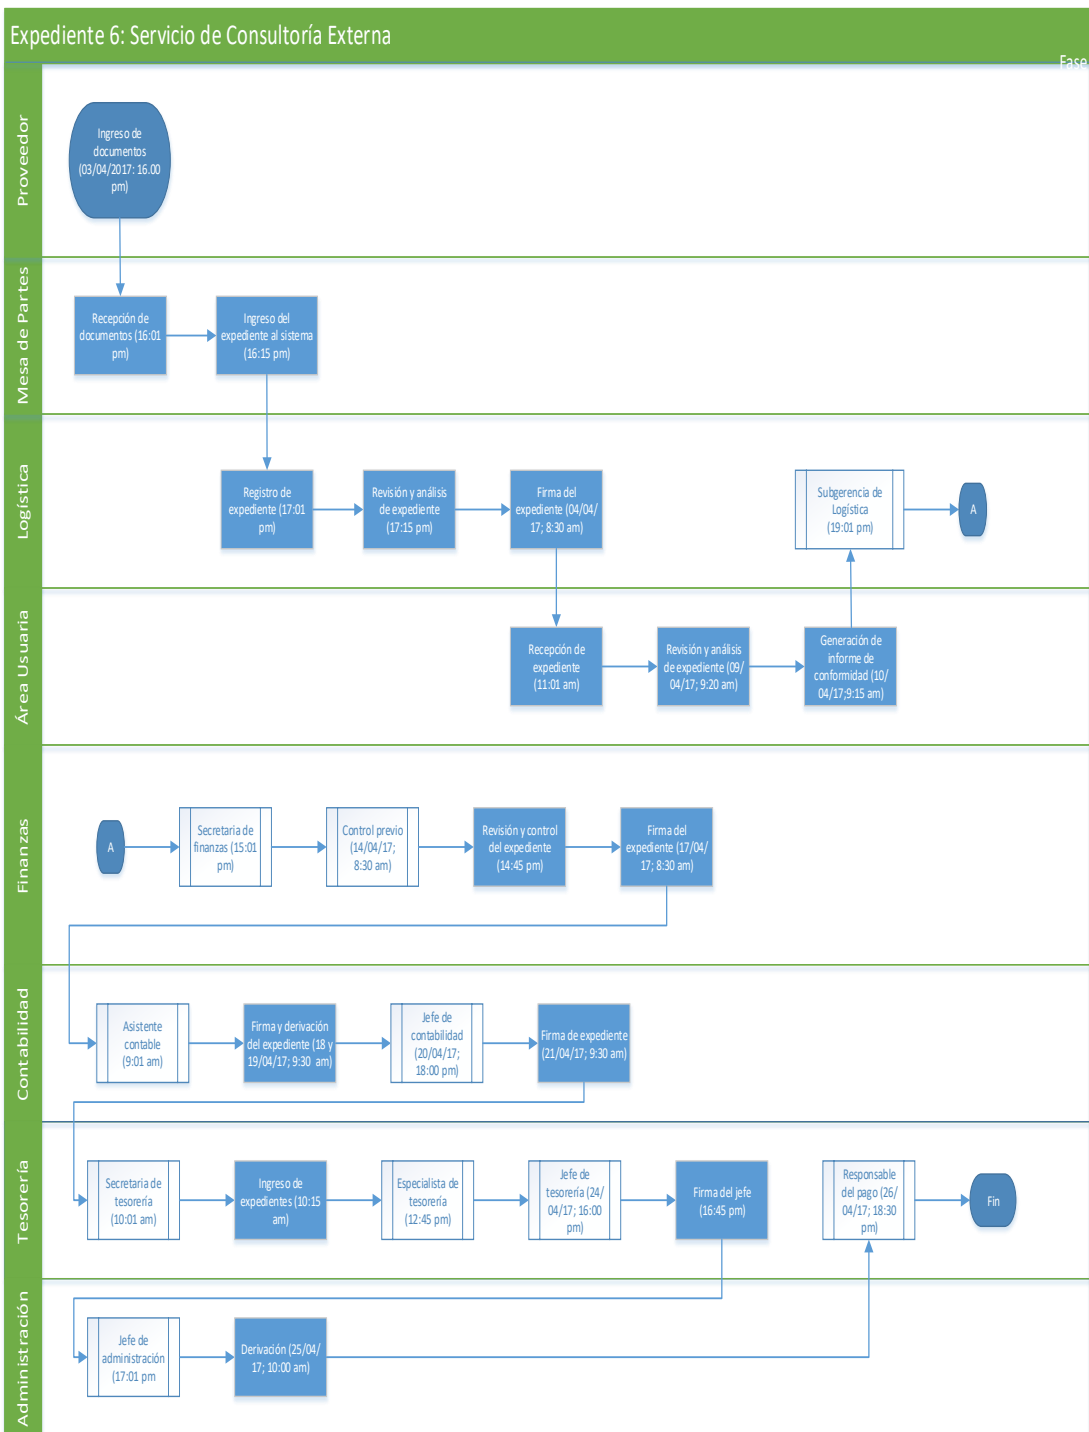 Expediente 6: Servicio de Consultoría Externa
Fase
Proveedor
Ingreso de
documentos
(03/04/2017: 16.00
pm)
Mesa de Partes
Recepción de
documentos (16:01
pm)
Ingreso del
expediente al sistema
(16:15 pm)
Logística
Registro de
expediente (17:01
pm)
Revisión y análisis
de expediente
(17:15 pm)
Firma del
expediente (04/04/
17; 8:30 am)
Subgerencia de
Logística
(19:01 pm)
A
Área Usuaria
Recepción de
expediente
(11:01 am)
Revisión y análisis
de expediente (09/
04/17; 9:20 am)
Generación de
informe de
conformidad (10/
04/17;9:15 am)
Finanzas
A
Secretaria de
finanzas (15:01
pm)
Control previo
(14/04/17;
8:30 am)
Revisión y control
del expediente
(14:45 pm)
Firma del
expediente (17/04/
17; 8:30 am)
Contabilidad
Asistente
contable
(9:01 am)
Firma y derivación
del expediente (18 y
19/04/17; 9:30 am)
Jefe de
contabilidad
(20/04/17;
18:00 pm)
Firma de expediente
(21/04/17; 9:30 am)
Tesorería
Secretaria de
tesorería
(10:01 am)
Ingreso de
expedientes (10:15
am)
Especialista de
tesorería
(12:45 pm)
Jefe de
tesorería (24/
04/17; 16:00
pm)
Firma del jefe
(16:45 pm)
Responsable
del pago (26/
04/17; 18:30
pm)
Fin
Administración
Jefe de
administración
(17:01 pm
Derivación (25/04/
17; 10:00 am)